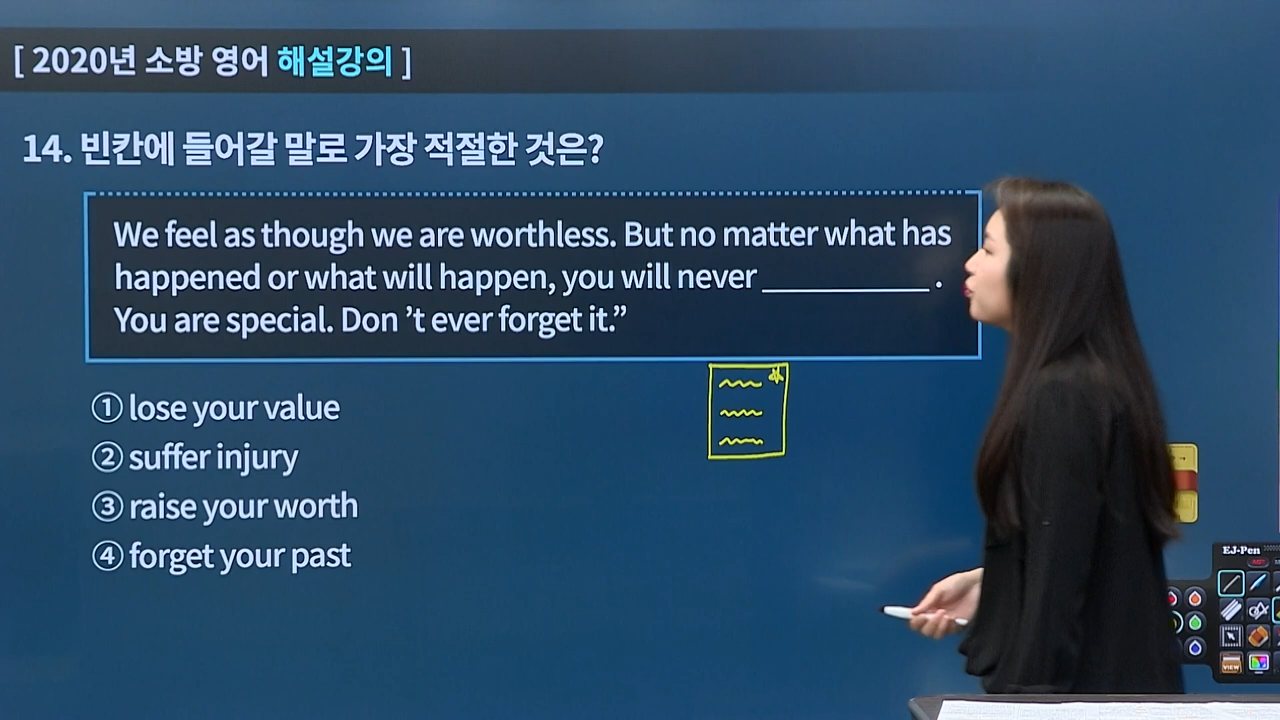 [ 2020년 소방 영어 해설강의 ]
14. 빈칸에 들어갈 말로 가장 적절한 것은?
We feel as though we are worthless. But no matter what has
happened or what will happen, you will never __________ .
You are special. Don ’t ever forget it.”
① lose your value
② suffer injury
③ raise your worth
④ forget your past
EJ-Pen
VIEW